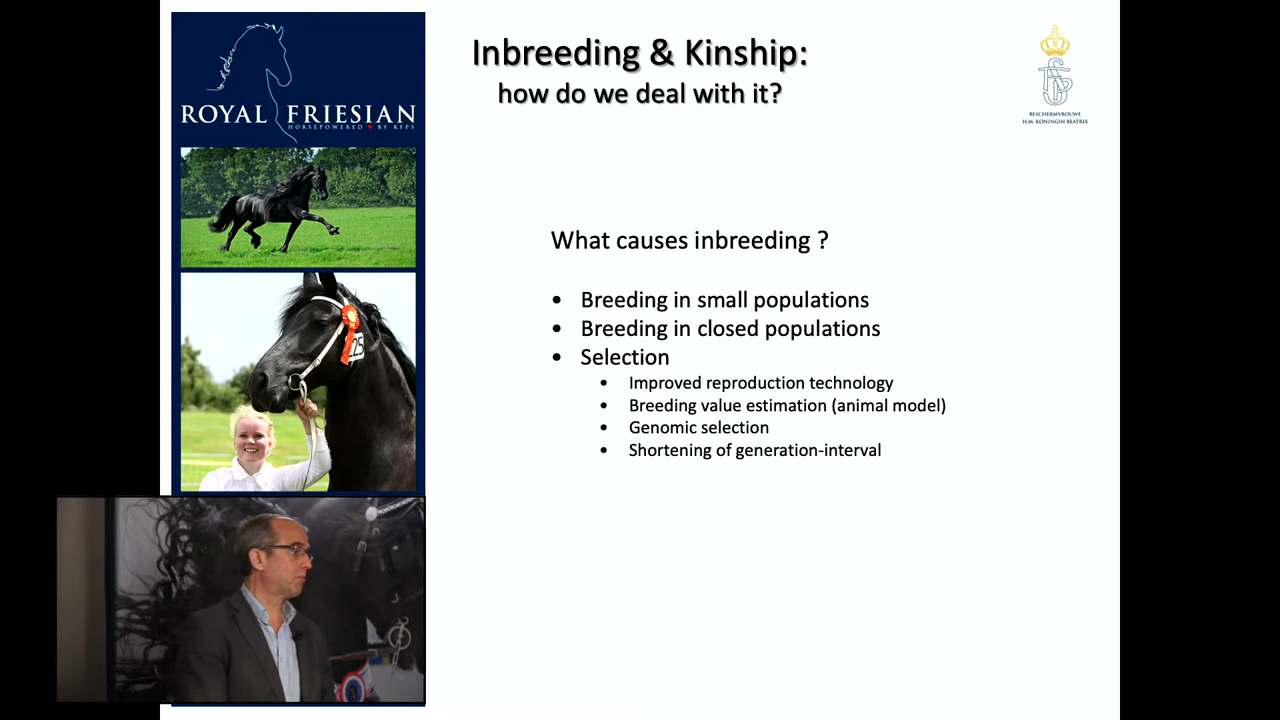 Inbreeding & Kinship:
how do we deal with it?
ROYAL FRIESIAN
HORSEPOWERED BY KFPS
BESCHERMVROUWE
H.M. KONINGIN BEATRIX
What causes inbreeding ?
• Breeding in small populations
• Breeding in closed populations
• Selection
• Improved reproduction technology
• Breeding value estimation (animal model)
• Genomic selection
• Shortening of generation-interval
225